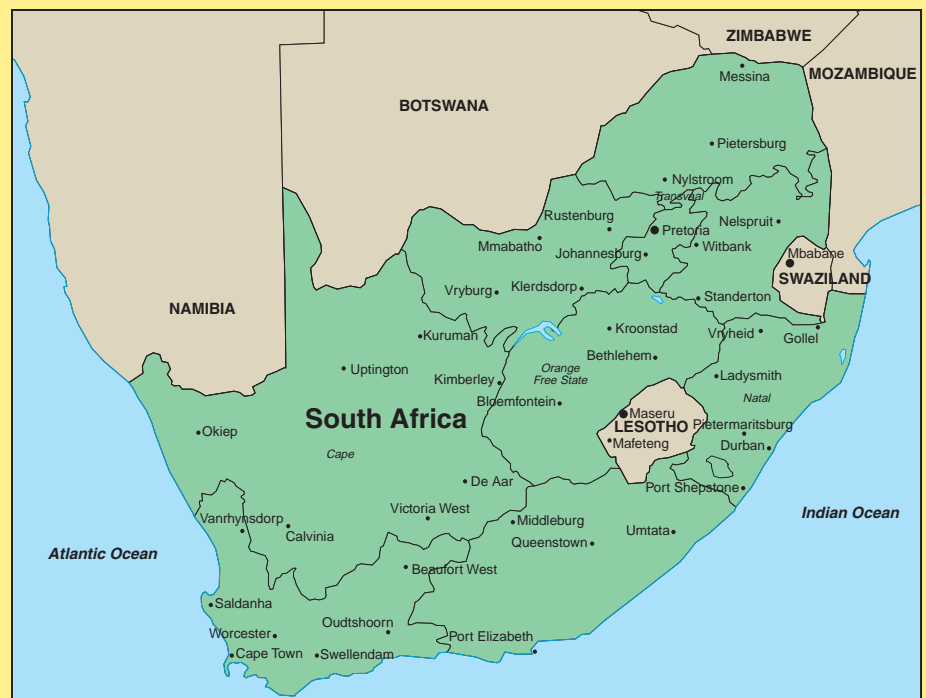 ZIMBABWE
MOZAMBIQUE
Messina
BOTSWANA
Pietersburg
Nylstroom
Transvaal
Rustenburg
Nelspruit
Pretoria
Mmabatho
Johannesburg
Witbank
Mbabane
SWAZILAND
Vryburg
Klerdsdorp
Standerton
NAMIBIA
Kuruman
Kroonstad
Vryheid
Gollel
Bethlehem
Uptington
Kimberley
Orange
Free State
Ladysmith
Bloemfontein
Natal
South Africa
Maseru
LESOTHO
Pietermaritsburg
Okiep
Mafeteng
Durban
Cape
De Aar
Port Shepstone
Victoria West
Indian Ocean
Vanrhynsdorp
Calvinia
Middleburg
Umtata
Queenstown
Atlantic Ocean
Beaufort West
Saldanha
Oudtshoorn
Worcester
Port Elizabeth
Cape Town
Swellendam